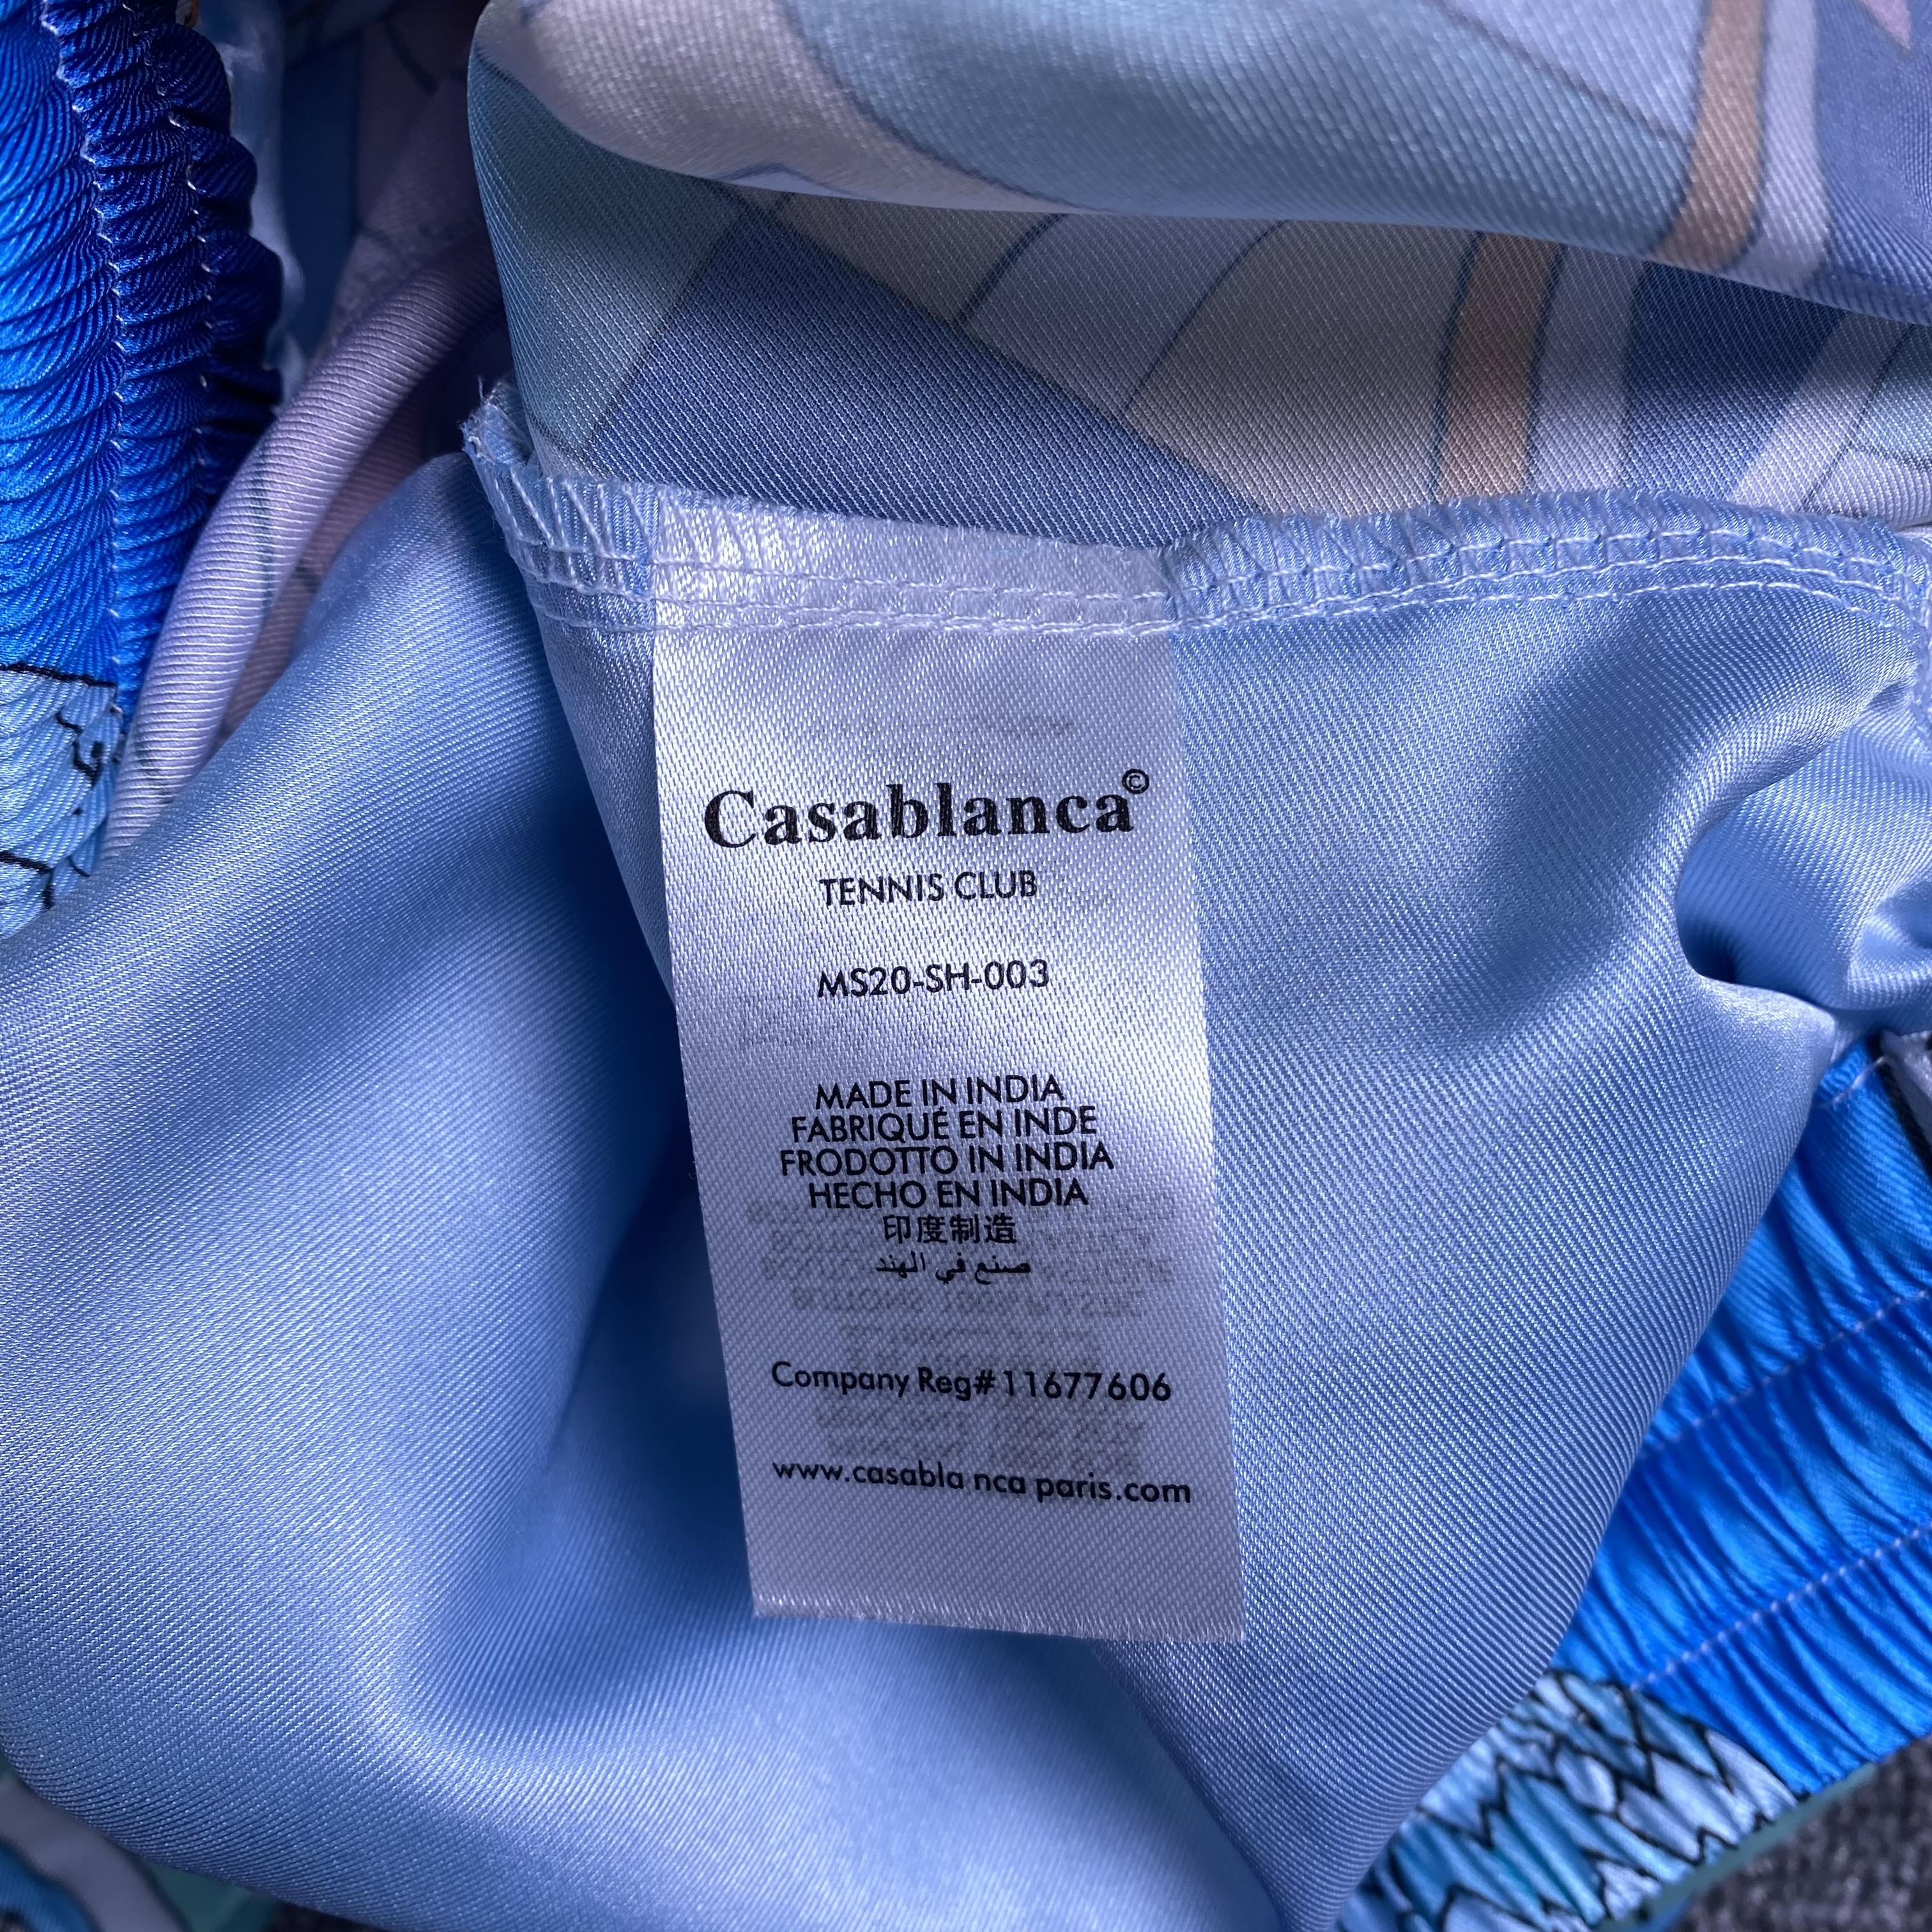 Casablanca©
TENNIS CLUB
MS20-SH-003
MADE IN INDIA
FABRIQUÉ EN INDE
FRODOTTO IN INDIA
HECHO EN INDIA
印度制造
صنع في الهند
Company Reg#11677606
www.casabla nca paris.com